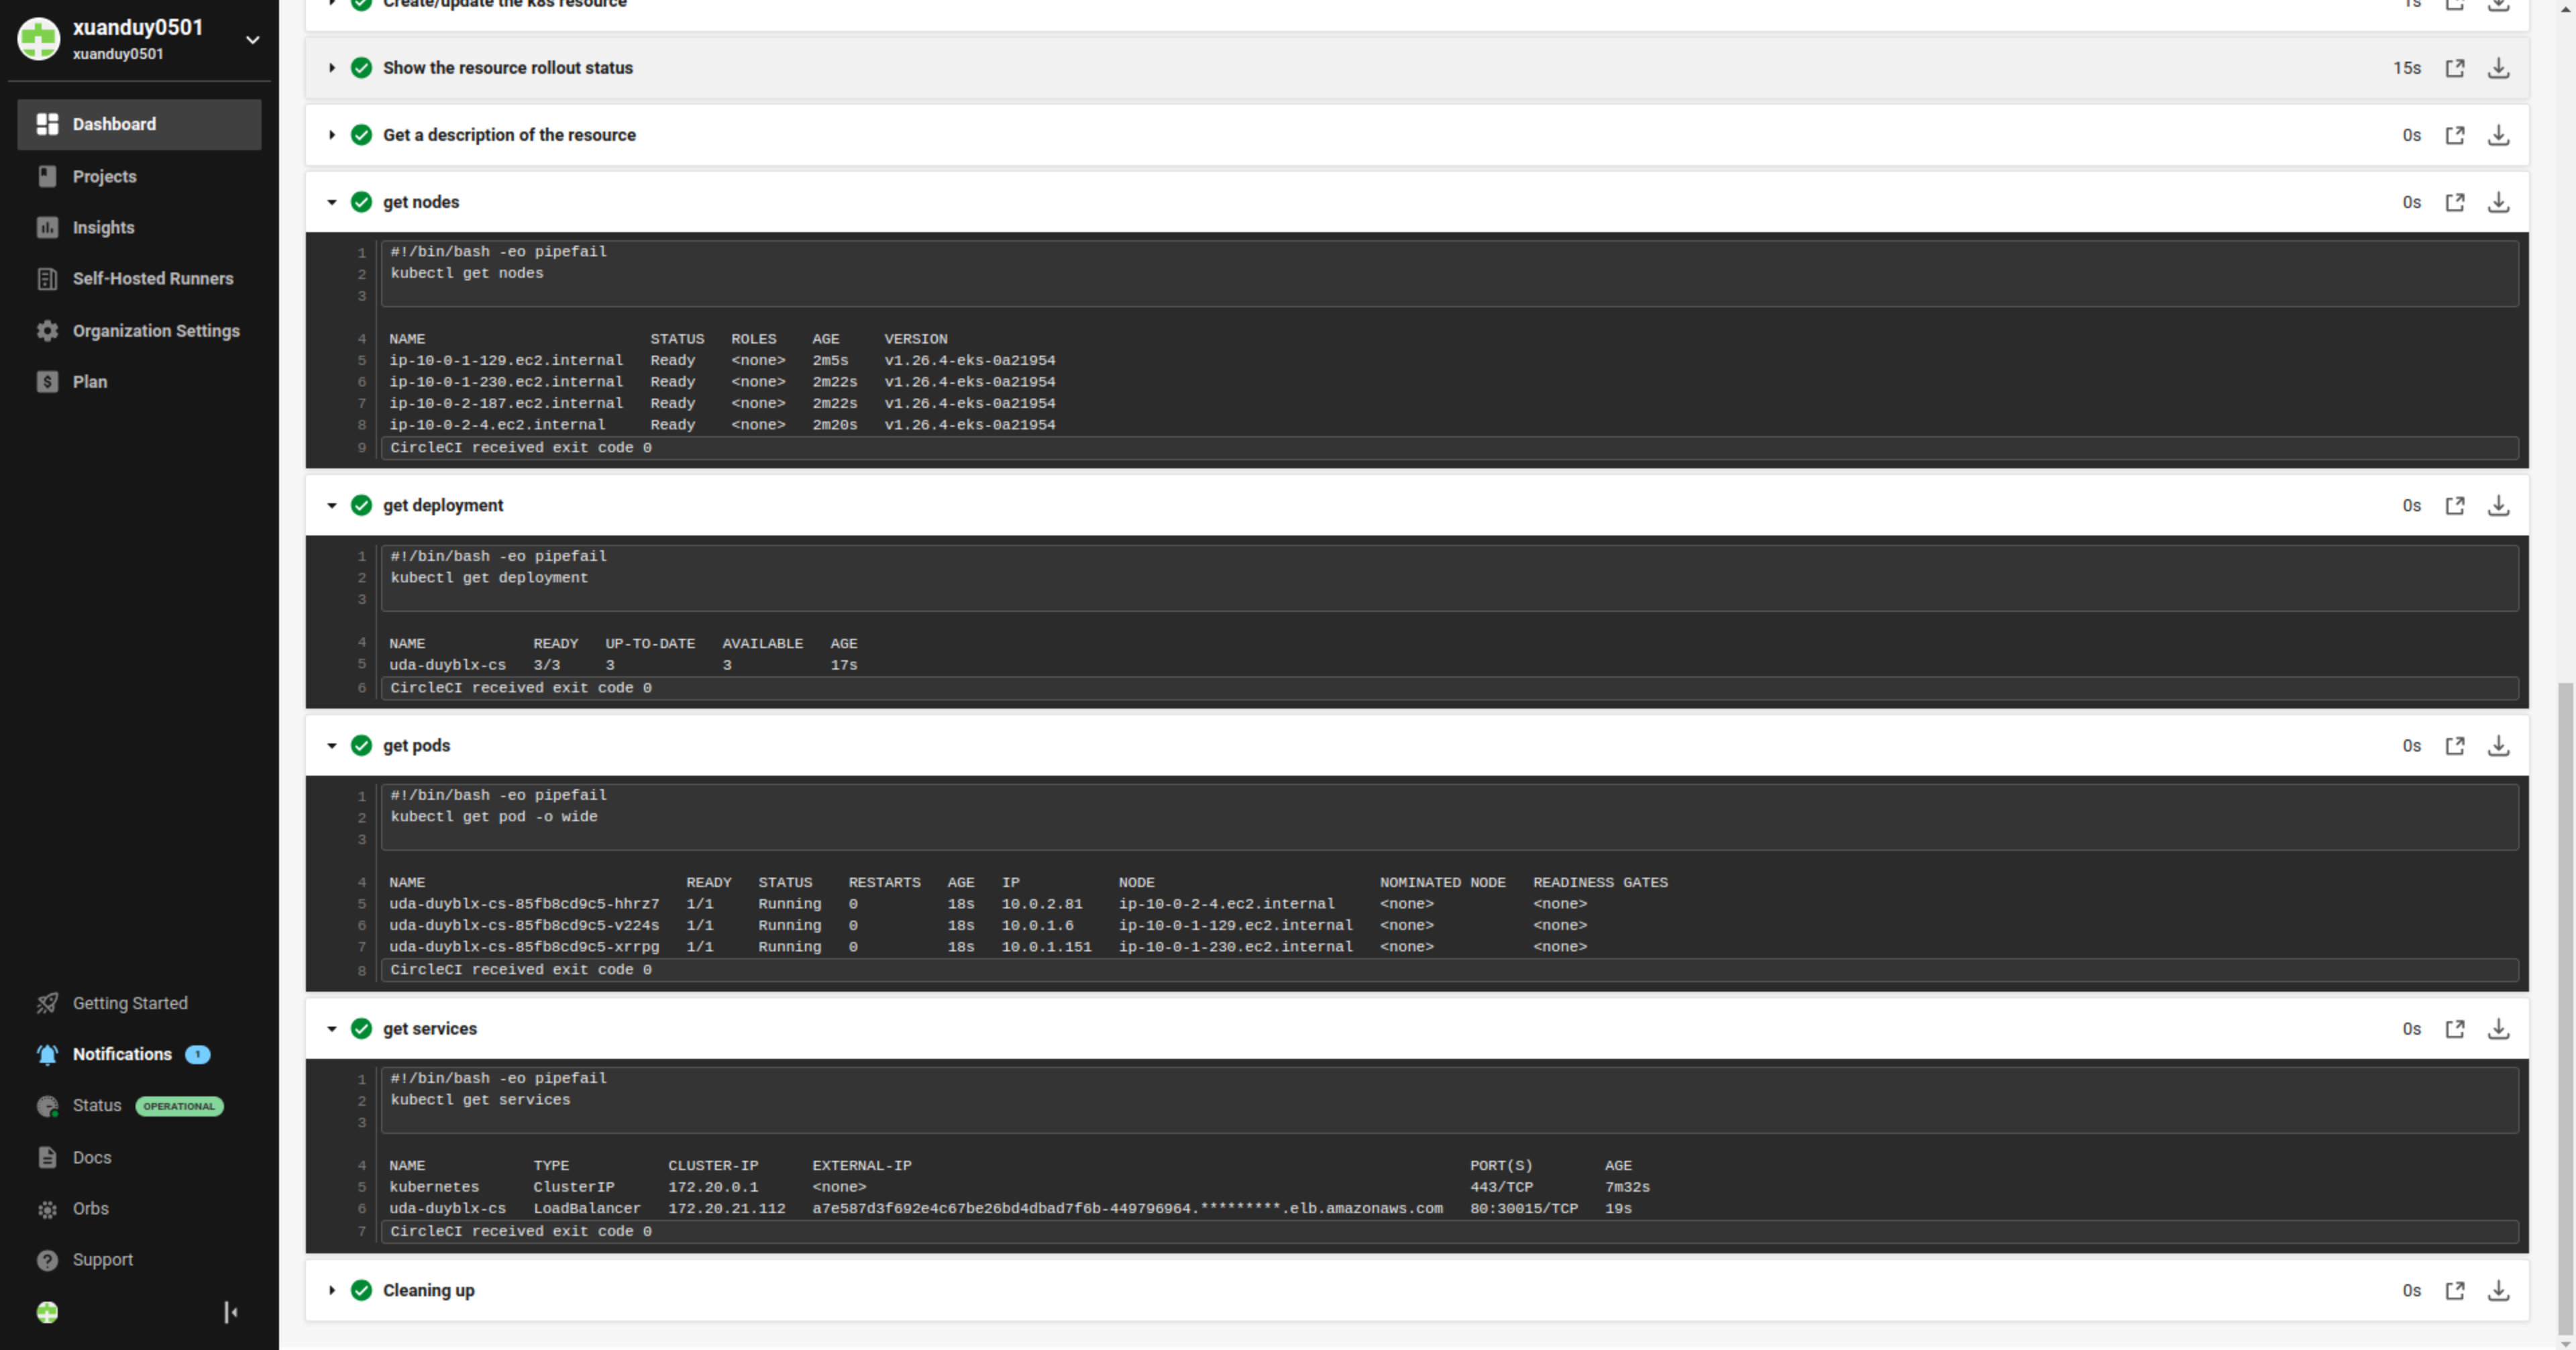 xuanduy0501
xuanduy0501
Dashboard
Projects
Insights
Self-Hosted Runners
Organization Settings
$ Plan
Getting Started
Notifications 1
Status OPERATIONAL
Docs
Orbs
? Support
Create/update the k8s resource 1s
Show the resource rollout status 15s
Get a description of the resource 0s
get nodes 0s
1 #!/bin/bash -eo pipefail
2 kubectl get nodes
3
4 NAME STATUS ROLES AGE VERSION
5 ip-10-0-1-129.ec2.internal Ready <none> 2m5s v1.26.4-eks-0a21954
6 ip-10-0-1-230.ec2.internal Ready <none> 2m22s v1.26.4-eks-0a21954
7 ip-10-0-2-187.ec2.internal Ready <none> 2m22s v1.26.4-eks-0a21954
8 ip-10-0-2-4.ec2.internal Ready <none> 2m20s v1.26.4-eks-0a21954
9 CircleCI received exit code 0
get deployment 0s
1 #!/bin/bash -eo pipefail
2 kubectl get deployment
3
4 NAME READY UP-TO-DATE AVAILABLE AGE
5 uda-duyblx-cs 3/3 3 3 17s
6 CircleCI received exit code 0
get pods 0s
1 #!/bin/bash -eo pipefail
2 kubectl get pod -o wide
3
4 NAME READY STATUS RESTARTS AGE IP NODE NOMINATED NODE READINESS GATES
5 uda-duyblx-cs-85fb8cd9c5-hhrz7 1/1 Running 0 18s 10.0.2.81 ip-10-0-2-4.ec2.internal <none> <none>
6 uda-duyblx-cs-85fb8cd9c5-v224s 1/1 Running 0 18s 10.0.1.6 ip-10-0-1-129.ec2.internal <none> <none>
7 uda-duyblx-cs-85fb8cd9c5-xrrpg 1/1 Running 0 18s 10.0.1.151 ip-10-0-1-230.ec2.internal <none> <none>
8 CircleCI received exit code 0
get services 0s
1 #!/bin/bash -eo pipefail
2 kubectl get services
3
4 NAME TYPE CLUSTER-IP EXTERNAL-IP PORT(S) AGE
5 kubernetes ClusterIP 172.20.0.1 <none> 443/TCP 7m32s
6 uda-duyblx-cs LoadBalancer 172.20.21.112 a7e587d3f692e4c67be26bd4dbad7f6b-449796964.*********.elb.amazonaws.com 80:30015/TCP 19s
7 CircleCI received exit code 0
Cleaning up 0s